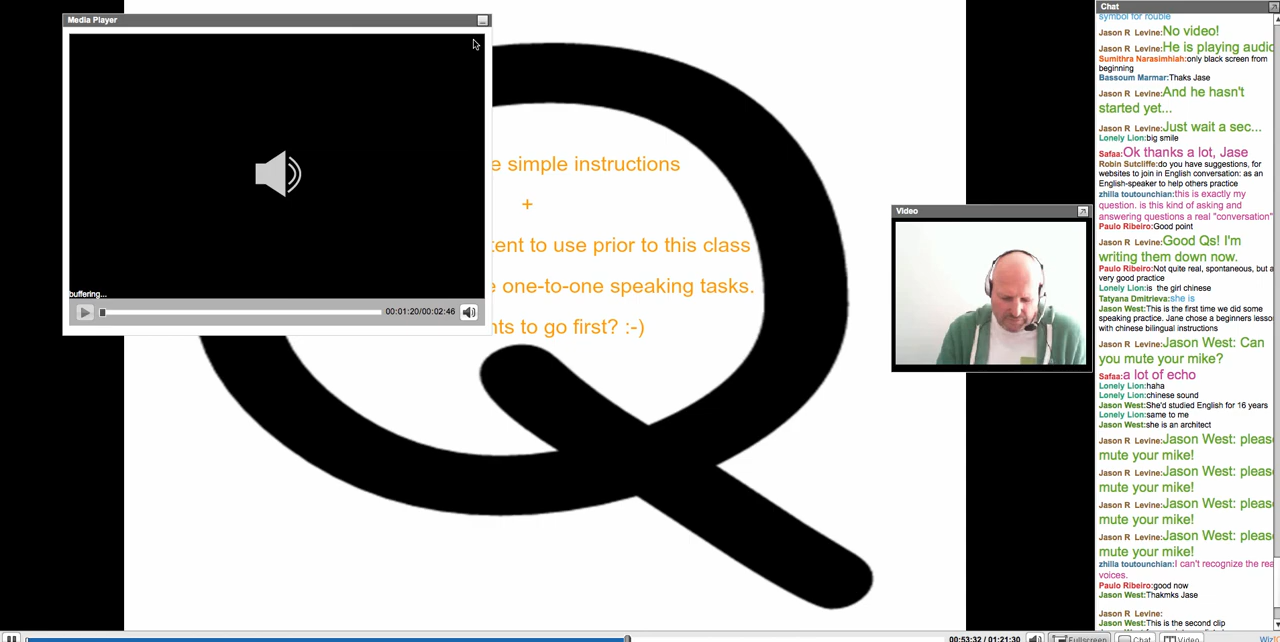 Media Player
buffering...
00:01:20/00:02:46
e simple instructions
+
tent to use prior to this class
e one-to-one speaking tasks.
nts to go first? :-)
Video
Chat
symbol for rouble
Jason R Levine:No video!
Jason R Levine:He is playing audio
Sumithra Narasimhiah:only black screen from
beginning
Bassoum Marmar:Thaks Jase
Jason R Levine:And he hasn't
started yet...
Jason R Levine:Just wait a sec...
Lonely Lion:big smile
Safaa:Ok thanks a lot, Jase
Robin Sutcliffe:do you have suggestions, for
websites to join in English conversation: as an
English-speaker to help others practice
zhilla toutounchian:this is exactly my
question. is this kind of asking and
answering questions a real "conversation"
Paulo Ribeiro:Good point
Jason R Levine:Good Qs! I'm
writing them down now.
Paulo Ribeiro:Not quite real, spontaneous, but a
very good practice
Lonely Lion:is the girl chinese
Tatyana Dmitrieva:she is
Jason West:This is the first time we did some
speaking practice. Jane chose a beginners lesso
with chinese bilingual instructions
Jason R Levine:Jason West: Can
you mute your mike?
Safaa:a lot of echo
Lonely Lion:haha
Lonely Lion:chinese sound
Jason West:She'd studied English for 16 years
Lonely Lion:same to me
Jason West:she is an architect
Jason R Levine:Jason West: pleas
mute your mike!
Jason R Levine:Jason West: pleas
mute your mike!
Jason R Levine:Jason West: pleas
mute your mike!
Jason R Levine:Jason West: pleas
mute your mike!
zhilla toutounchian:I can't recognize the rea
voices.
Paulo Ribeiro:good now
Jason West:Thakmks Jase
Jason R Levine:
Jason West:This is the second clip
00:53:32 / 01:21:30
Fullscreen
Chat
Video
WiziQ